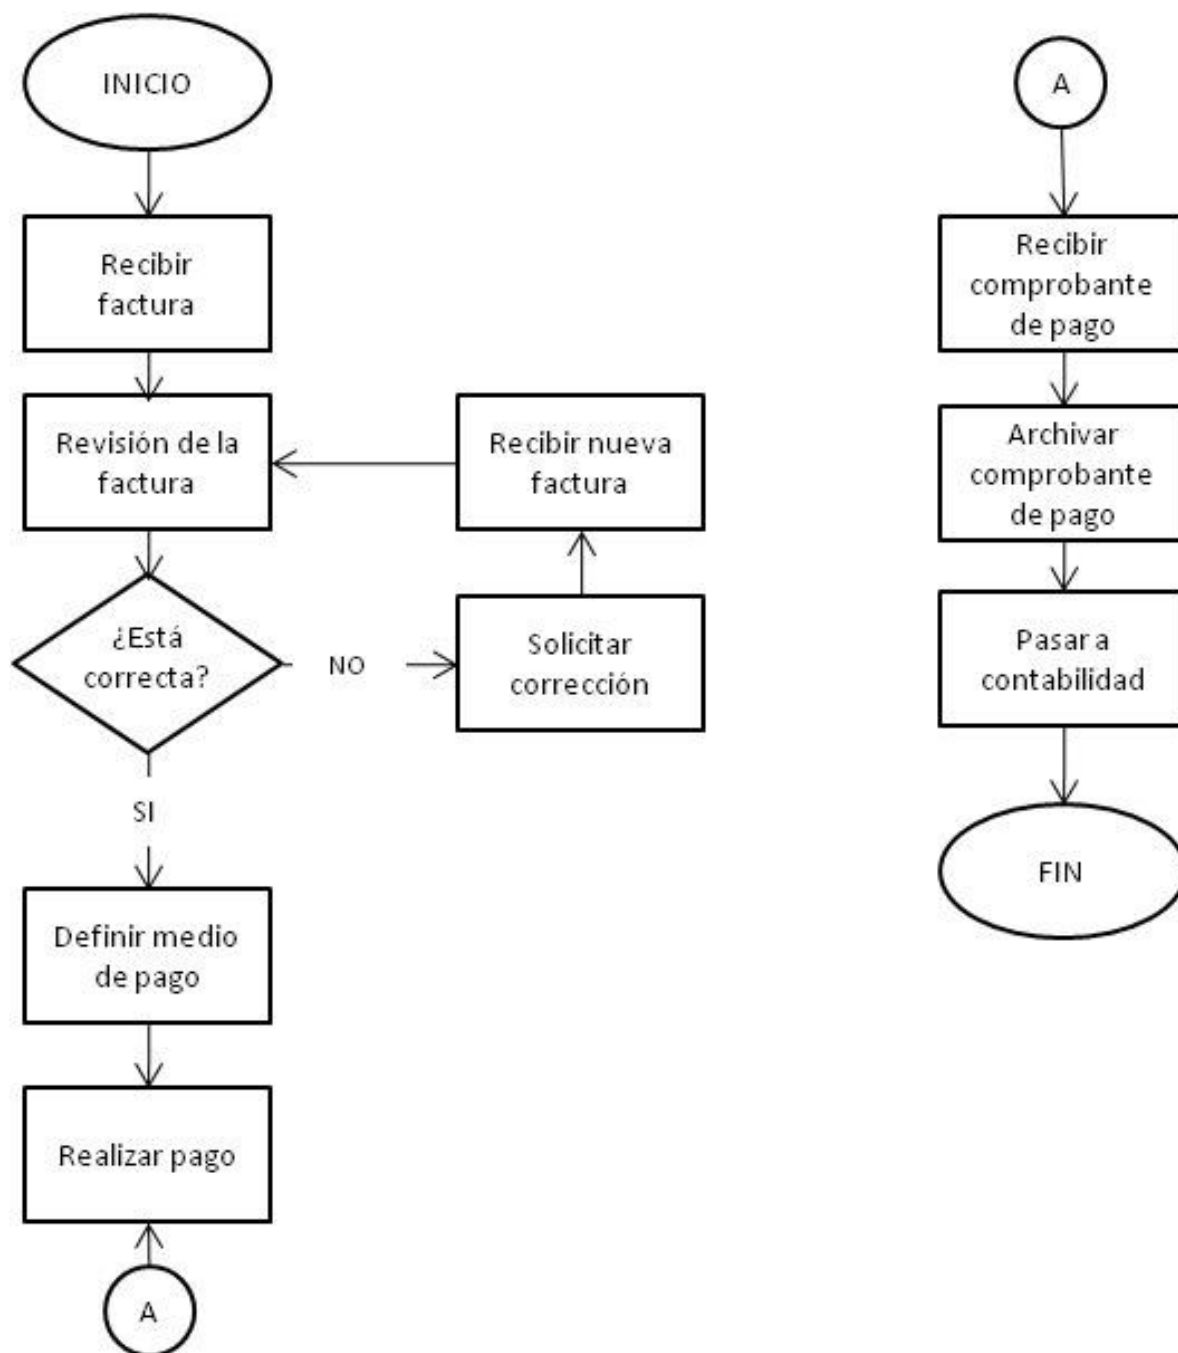 INICIO
Recibir
factura
Revisión de la
factura
¿Está
correcta?
NO
Solicitar
corrección
Recibir nueva
factura
SI
Definir medio
de pago
Realizar pago
A
A
Recibir
comprobante
de pago
Archivar
comprobante
de pago
Pasar a
contabilidad
FIN